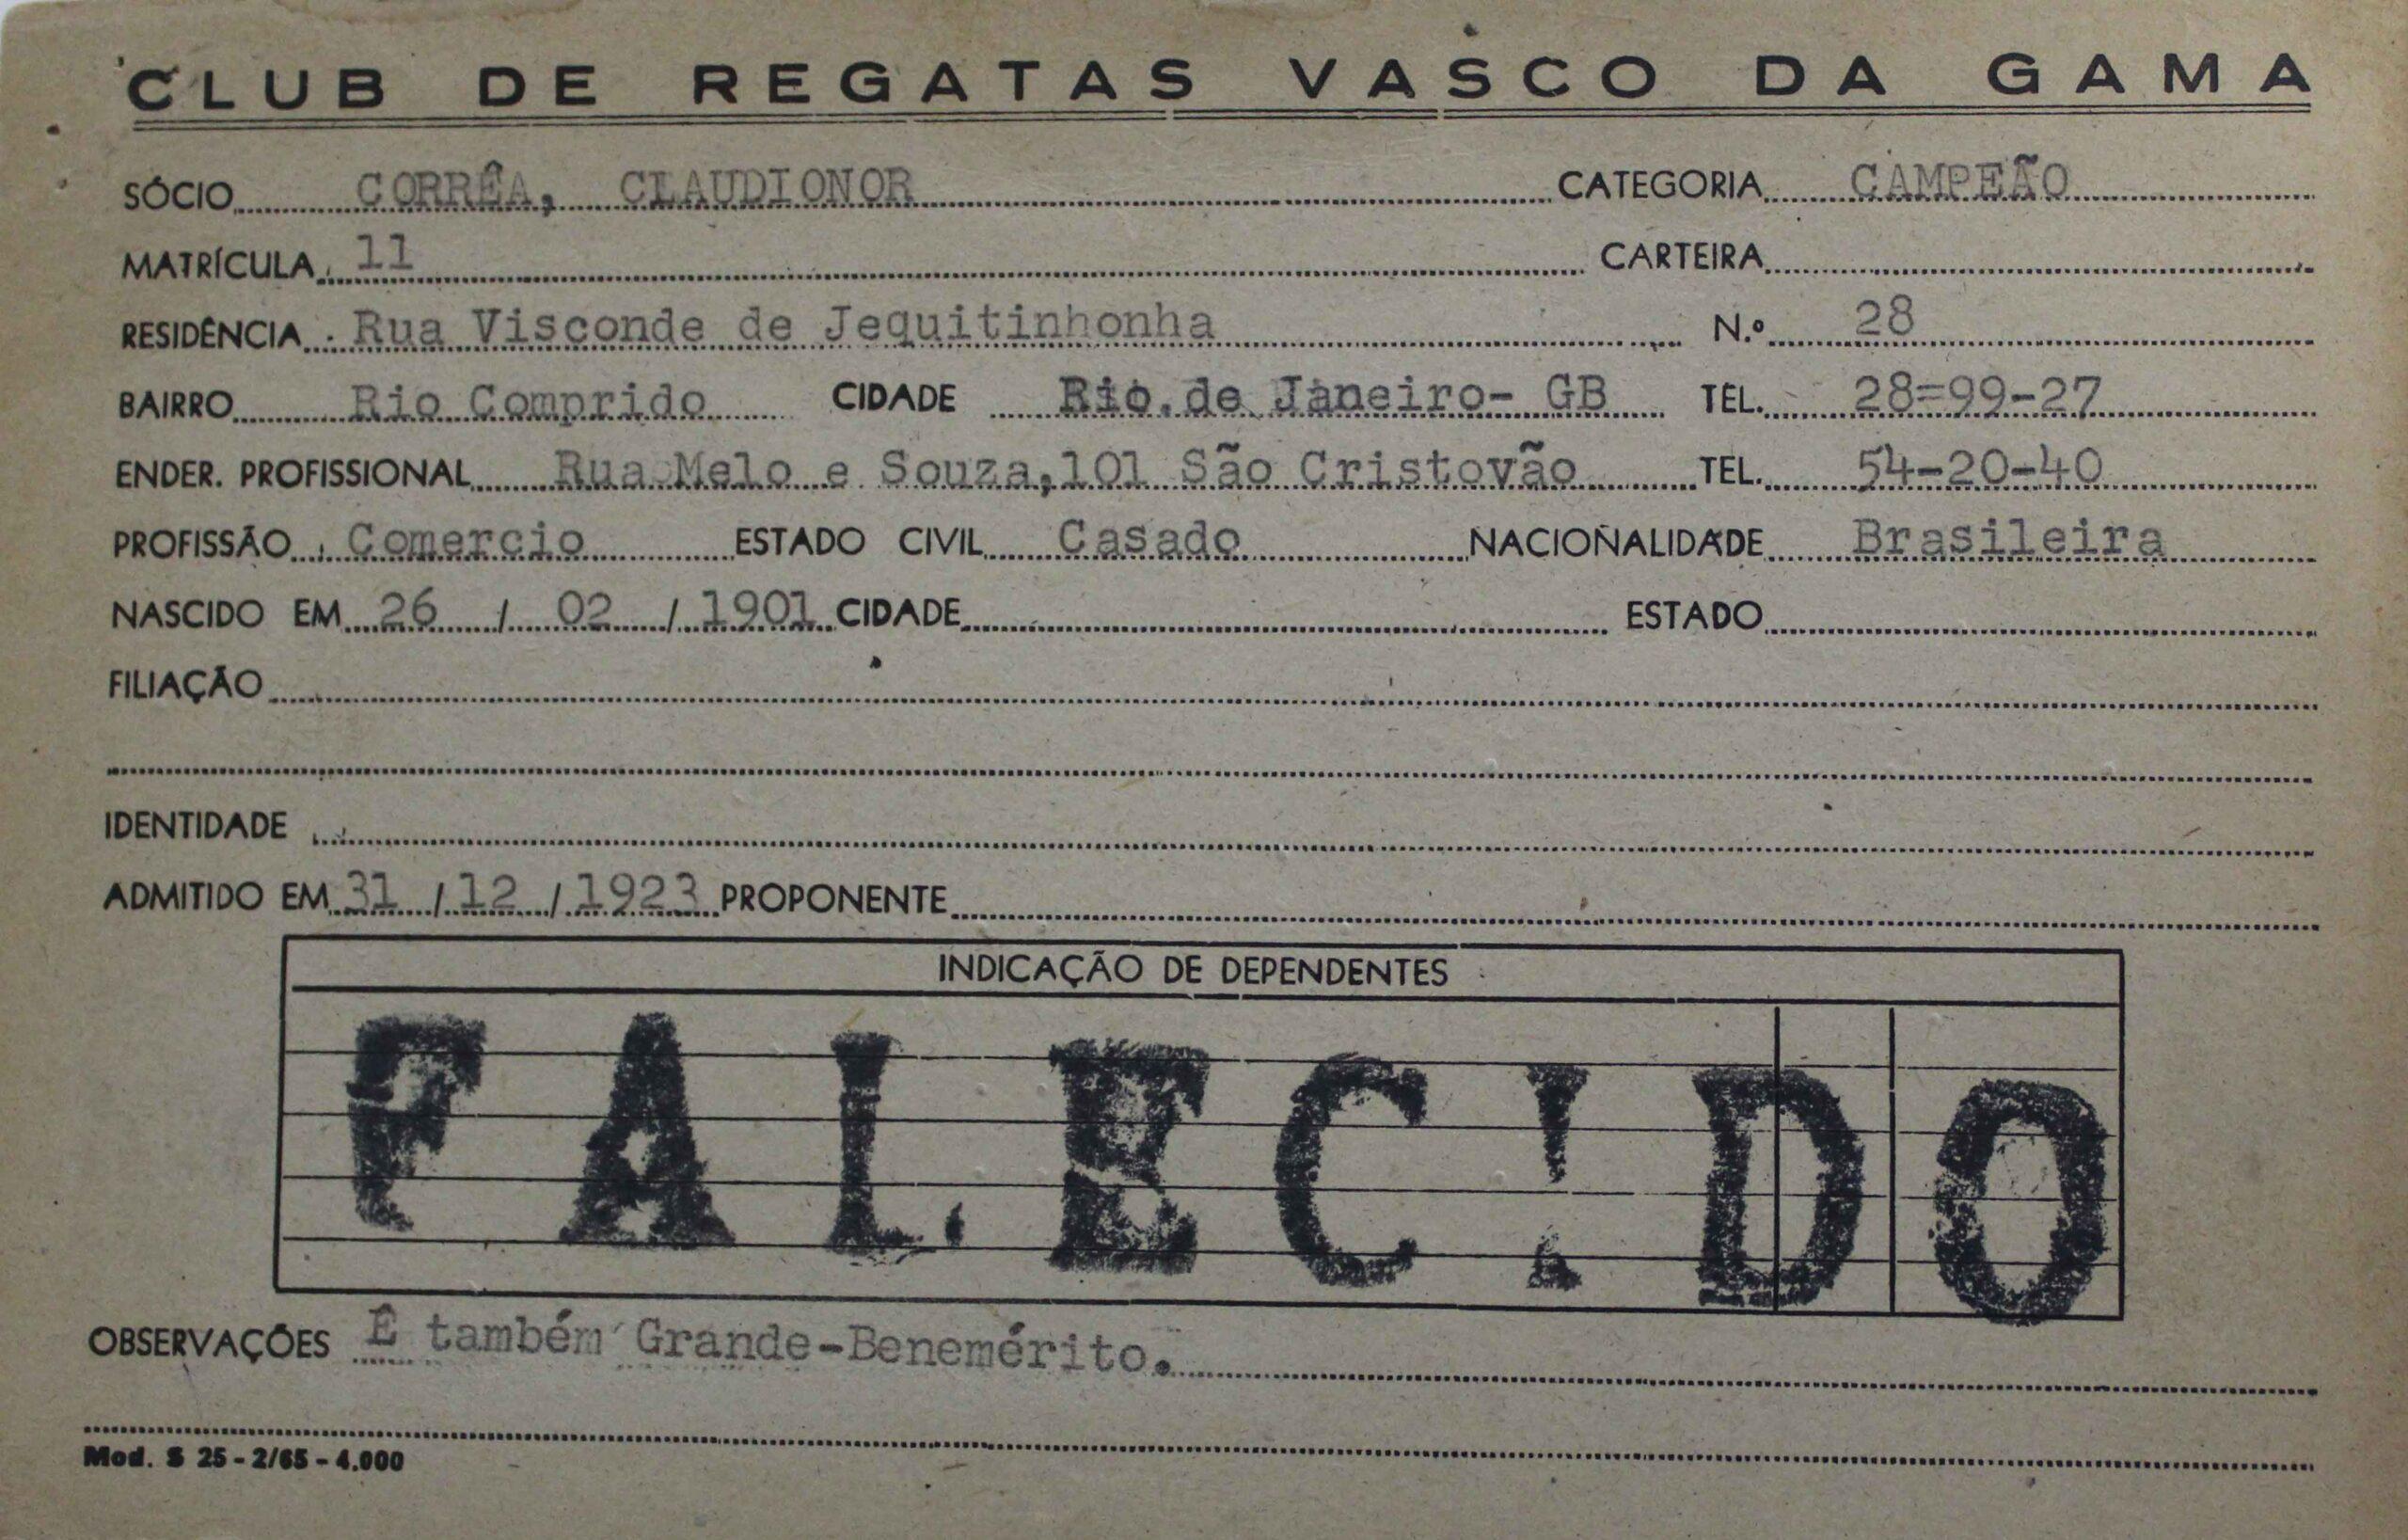 CLUB DE REGATAS VASCO DA GAMA
SÓCIO CORRÊA, CLAUDIONOR CATEGORIA CAMPEÃO
MATRÍCULA 11 CARTEIRA
RESIDÊNCIA Rua Visconde de Jequitinhonha N.º 28
BAIRRO Rio Comprido CIDADE Rio de Janeiro- GB TEL. 28=99-27
ENDER. PROFISSIONAL Rua Melo e Souza,101 São Cristovão TEL. 54-20-40
PROFISSÃO Comercio ESTADO CIVIL Casado NACIONALIDADE Brasileira
NASCIDO EM 26 / 02 / 1901 CIDADE ESTADO
FILIAÇÃO
IDENTIDADE
ADMITIDO EM 31 / 12 / 1923 PROPONENTE
INDICAÇÃO DE DEPENDENTES
FALECIDO
OBSERVAÇÕES É também Grande-Benemérito.
Mod. S 25 - 2/65 - 4.000